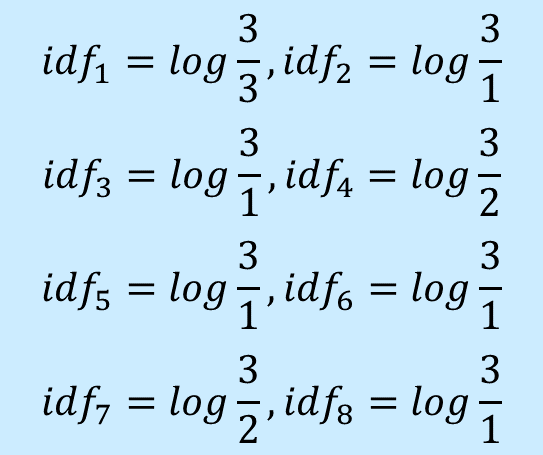 idf₁ = log 3/3, idf₂ = log 3/1
idf₃ = log 3/1, idf₄ = log 3/2
idf₅ = log 3/1, idf₆ = log 3/1
idf₇ = log 3/2, idf₈ = log 3/1